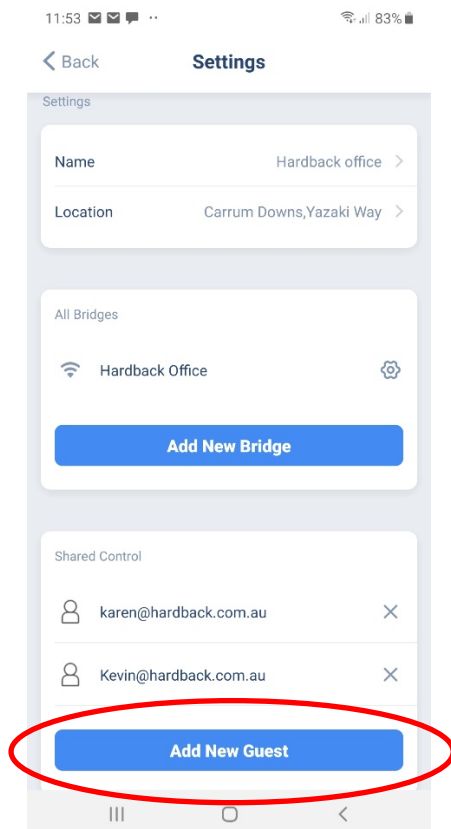 11:53 83%
Back Settings
Settings
Name Hardback office
Location Carrum Downs,Yazaki Way
All Bridges
Hardback Office
Add New Bridge
Shared Control
karen@hardback.com.au
Kevin@hardback.com.au
Add New Guest